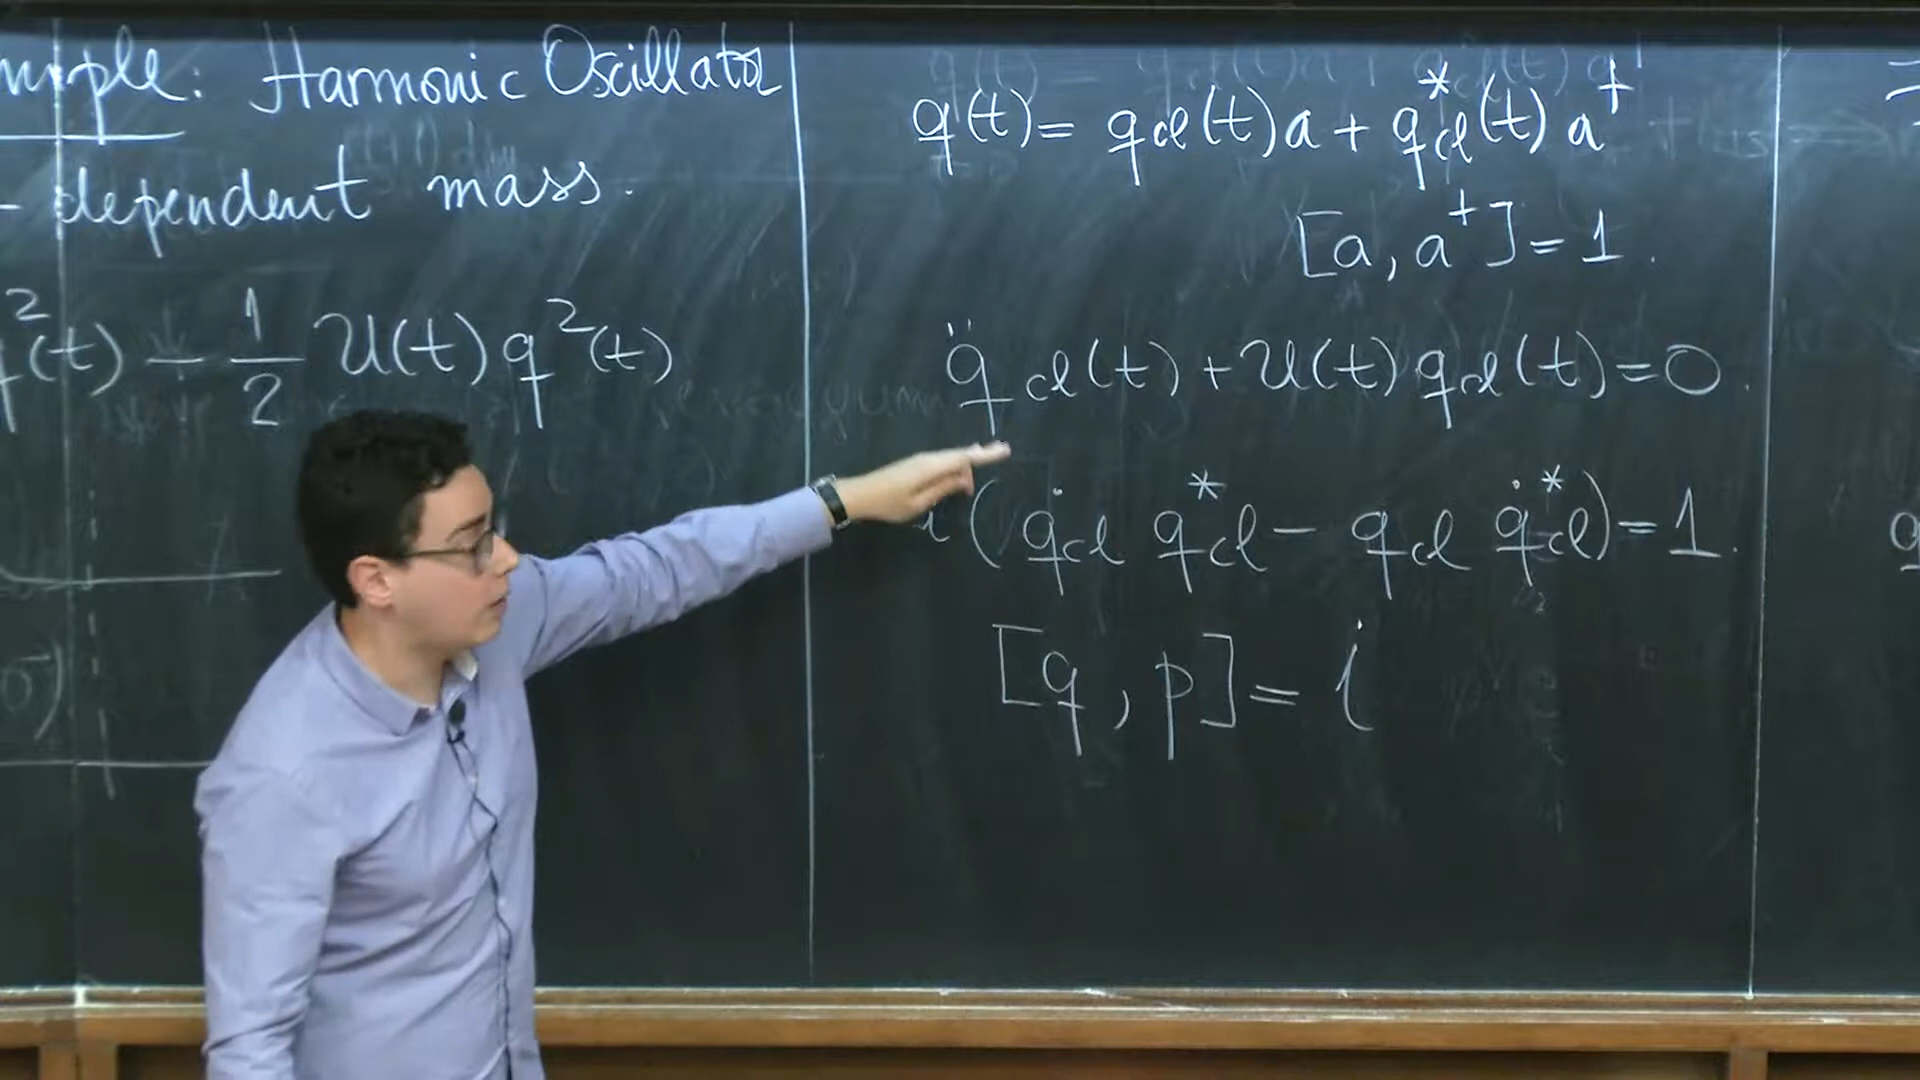 mple: Harmonic Oscillator
- dependent mass.
q²(t) - 1/2 U(t) q²(t)
q(t) = q_cl(t) a + q*_cl(t) a†
[a, a†] = 1.
q̈_cl(t) + U(t) q_cl(t) = 0.
i (q̇_cl q*_cl - q_cl q̇*_cl) = 1.
[q, p] = i